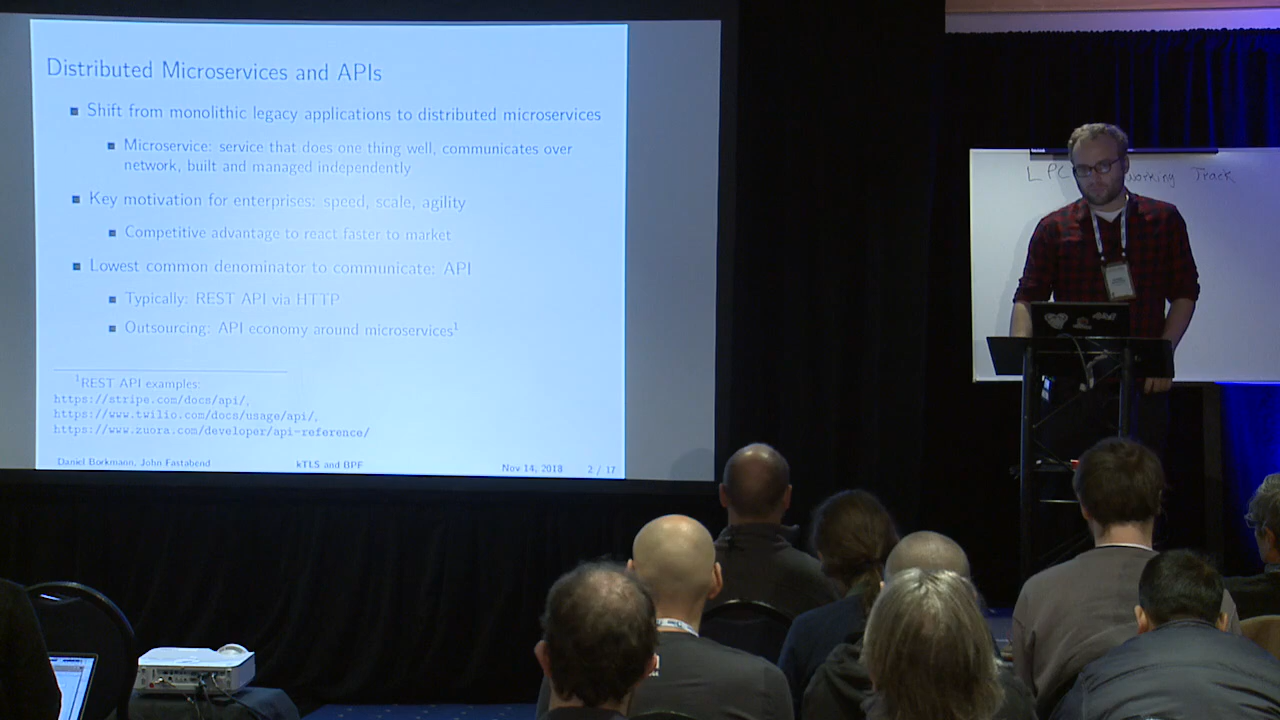 Distributed Microservices and APIs
Shift from monolithic legacy applications to distributed microservices
Microservice: service that does one thing well, communicates over
network, built and managed independently
Key motivation for enterprises: speed, scale, agility
Competitive advantage to react faster to market
Lowest common denominator to communicate: API
Typically: REST API via HTTP
Outsourcing: API economy around microservices¹
¹REST API examples:
https://stripe.com/docs/api/,
https://www.twilio.com/docs/usage/api/,
https://www.zuora.com/developer/api-reference/
Daniel Borkmann, John Fastabend kTLS and BPF Nov 14, 2018 2 / 17
LPC working Track